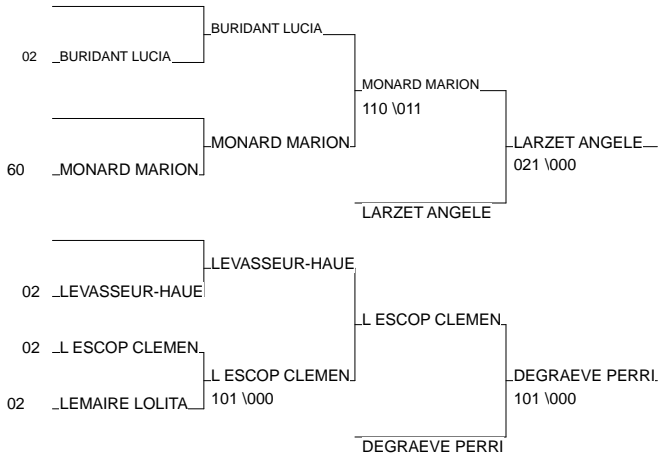 BURIDANT LUCIA
02 BURIDANT LUCIA
MONARD MARION
110 \011
MONARD MARION
LARZET ANGELE
021 \000
60 MONARD MARION
LARZET ANGELE
LEVASSEUR-HAUE
02 LEVASSEUR-HAUE
L ESCOP CLEMEN
02 L ESCOP CLEMEN
L ESCOP CLEMEN
101 \000
DEGRAEVE PERRI
101 \000
02 LEMAIRE LOLITA
DEGRAEVE PERRI